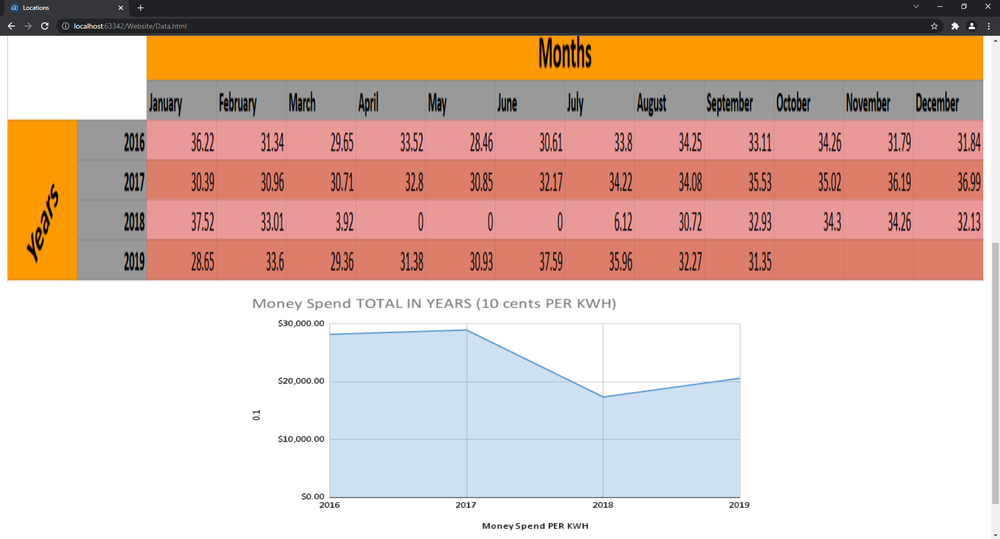 GU Locations
localhost:63342/Website/Data.html
Months
January February March April May June July August September October November December
Years
2016 36.22 31.34 29.65 33.52 28.46 30.61 33.8 34.25 33.11 34.26 31.79 31.84
2017 30.39 30.96 30.71 32.8 30.85 32.17 34.22 34.08 35.53 35.02 36.19 36.99
2018 37.52 33.01 3.92 0 0 0 6.12 30.72 32.93 34.3 34.26 32.13
2019 28.65 33.6 29.36 31.38 30.93 37.59 35.96 32.27 31.35
Money Spend TOTAL IN YEARS (10 cents PER KWH)
$30,000.00
$20,000.00
0.1
$10,000.00
$0.00
2016 2017 2018 2019
Money Spend PER KWH